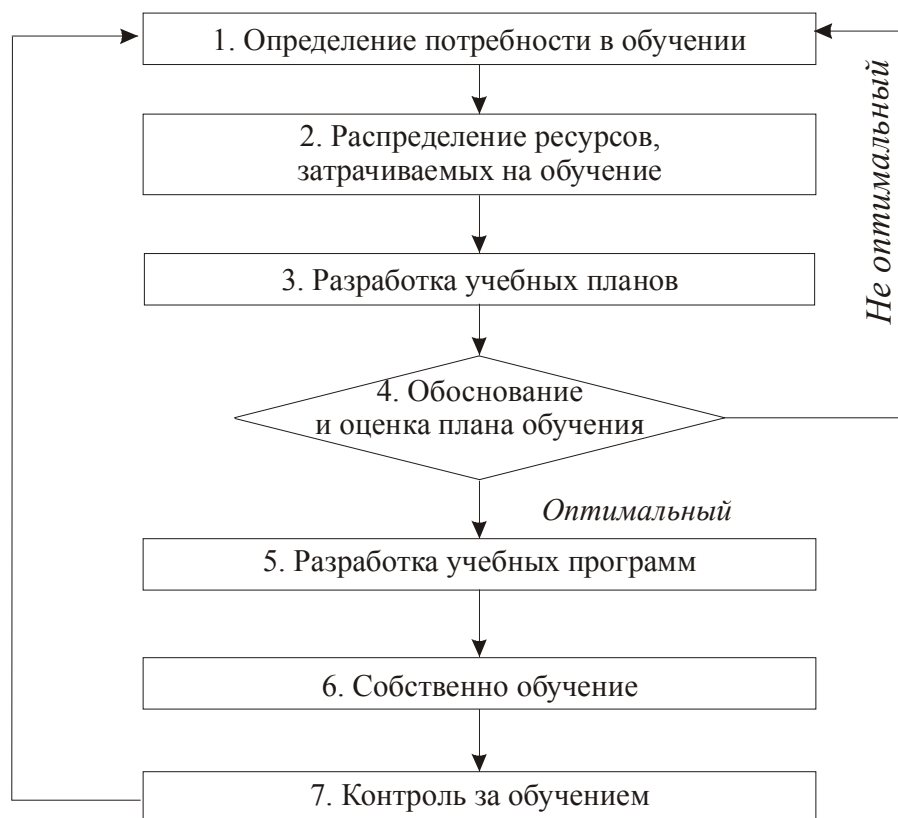 1. Определение потребности в обучении
2. Распределение ресурсов,
затрачиваемых на обучение
3. Разработка учебных планов
4. Обоснование
и оценка плана обучения
Не оптимальный
Оптимальный
5. Разработка учебных программ
6. Собственно обучение
7. Контроль за обучением